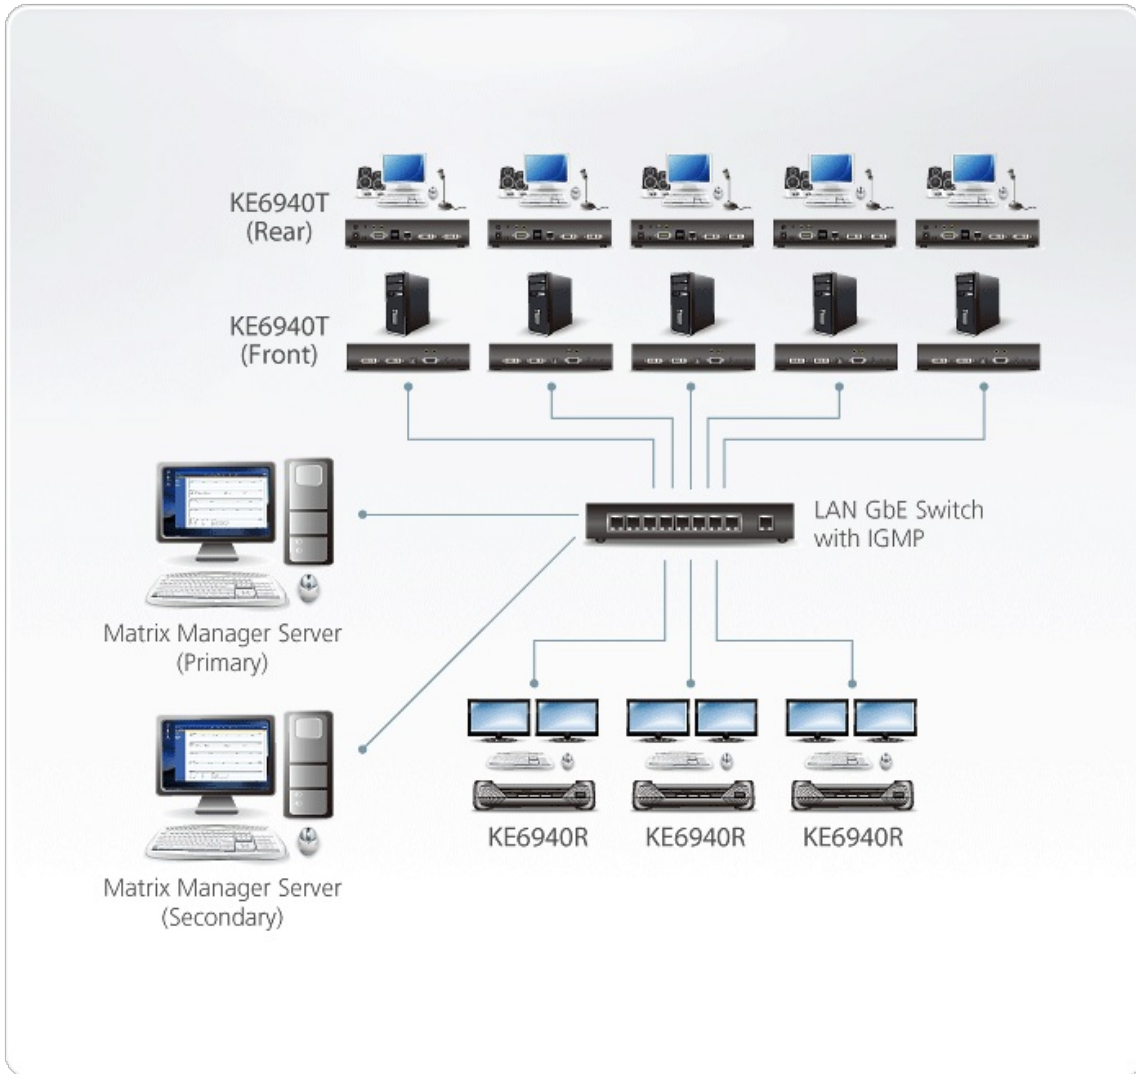 KE6940T
(Rear)
KE6940T
(Front)
LAN GbE Switch
with IGMP
Matrix Manager Server
(Primary)
KE6940R
KE6940R
KE6940R
Matrix Manager Server
(Secondary)